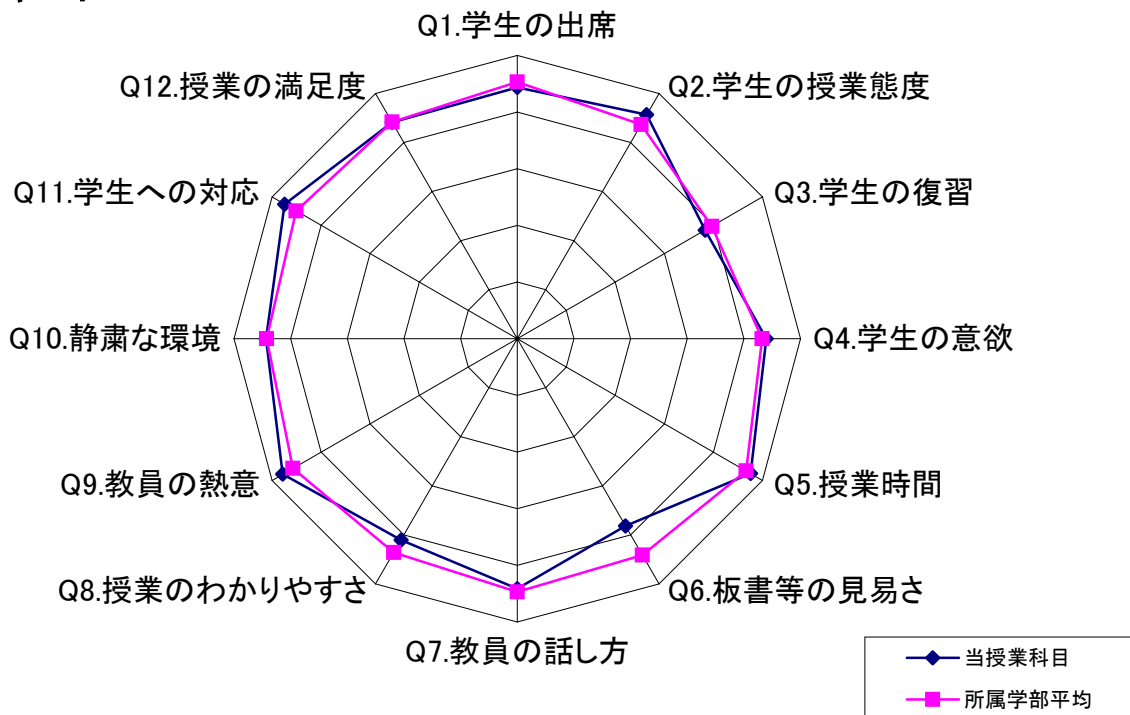 Q1.学生の出席
Q2.学生の授業態度
Q3.学生の復習
Q4.学生の意欲
Q5.授業時間
Q6.板書等の見易さ
Q7.教員の話し方
Q8.授業のわかりやすさ
Q9.教員の熱意
Q10.静粛な環境
Q11.学生への対応
Q12.授業の満足度
当授業科目
所属学部平均